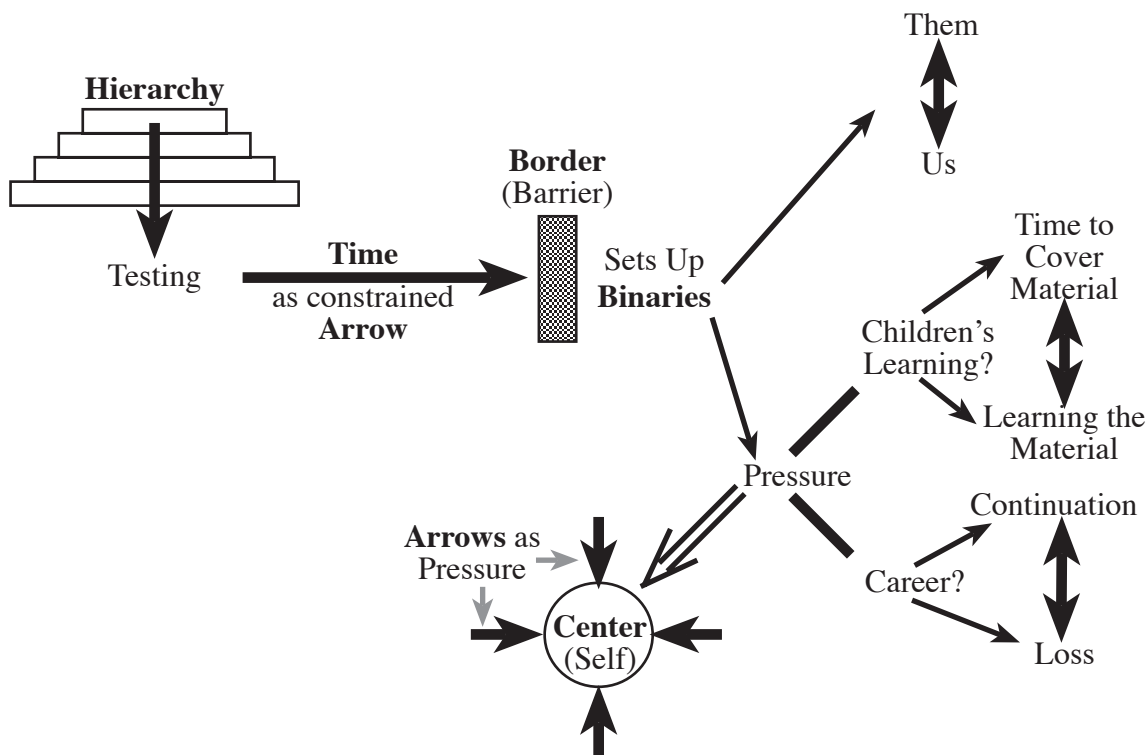 Hierarchy
Testing
Time
as constrained
Arrow
Border
(Barrier)
Sets Up
Binaries
Them
Us
Children’s
Learning?
Time to
Cover
Material
Learning the
Material
Pressure
Career?
Continuation
Loss
Arrows as
Pressure
Center
(Self)